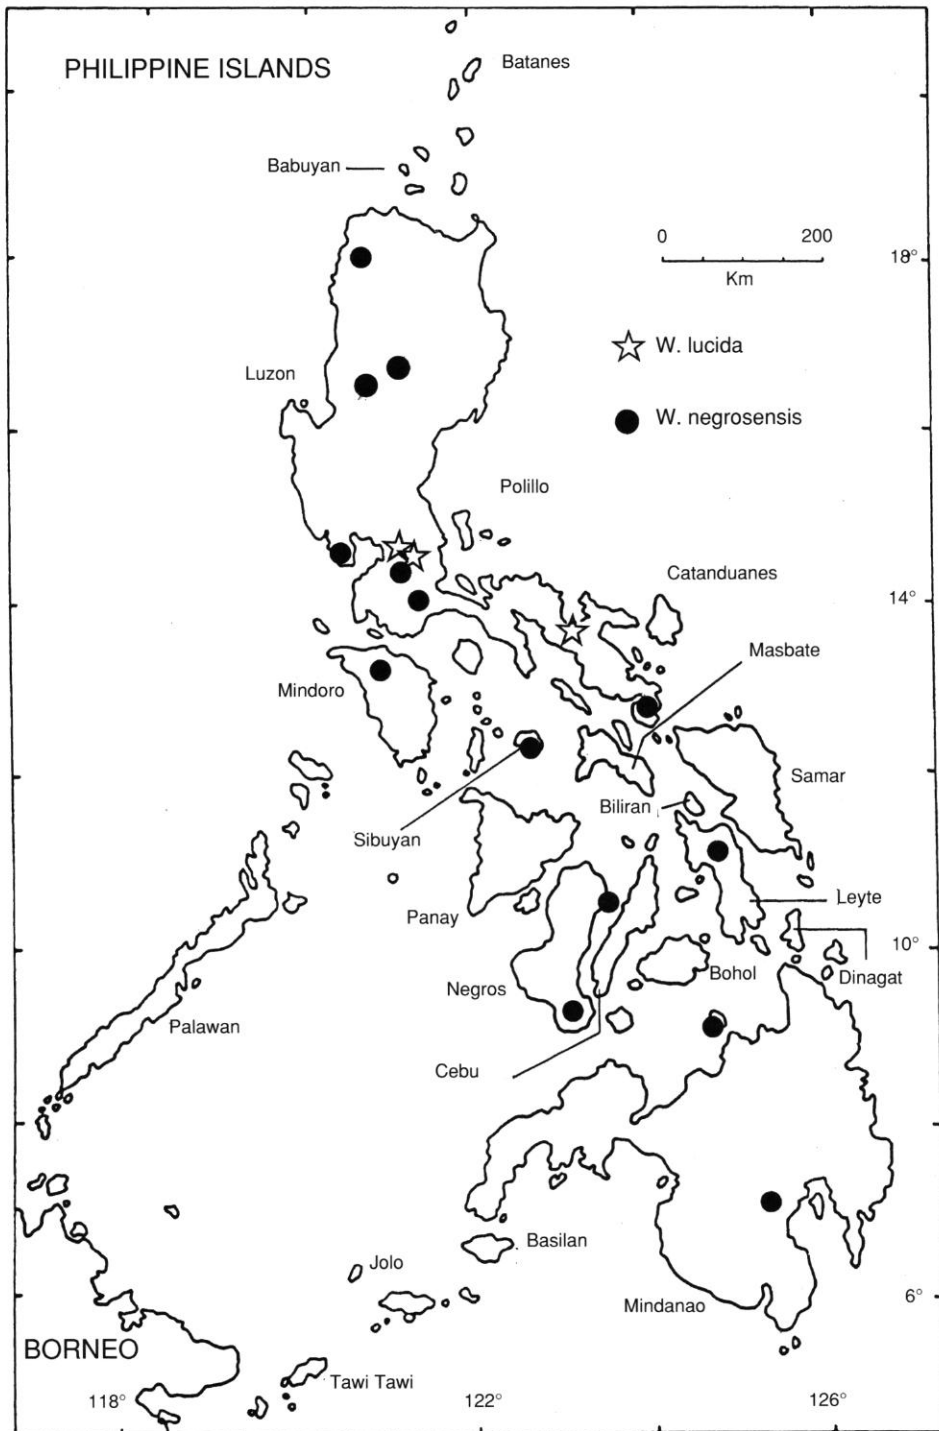 PHILIPPINE ISLANDS
Batanes
Babuyan
0 200
Km
18°
W. lucida
Luzon
W. negrosensis
Polillo
Catanduanes
14°
Masbate
Mindoro
Samar
Biliran
Sibuyan
Leyte
Panay
10°
Bohol
Dinagat
Negros
Palawan
Cebu
Basilan
Jolo
Mindanao
6°
BORNEO
Tawi Tawi
118°
122°
126°